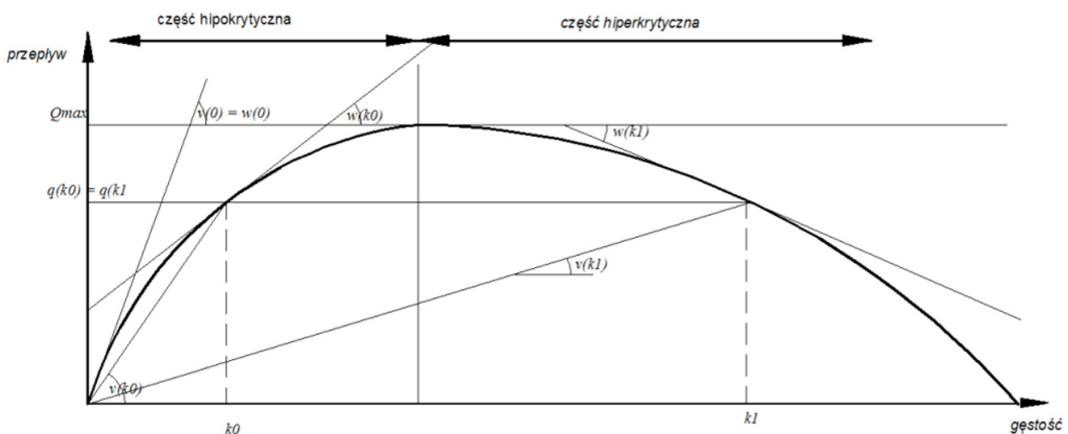 część hipokrytyczna
część hiperkrytyczna
przepływ
Qmax
v(0) = w(0)
w(k0)
w(k1)
q(k0) = q(k1
v(k1)
v(k0)
k0
k1
gęstość